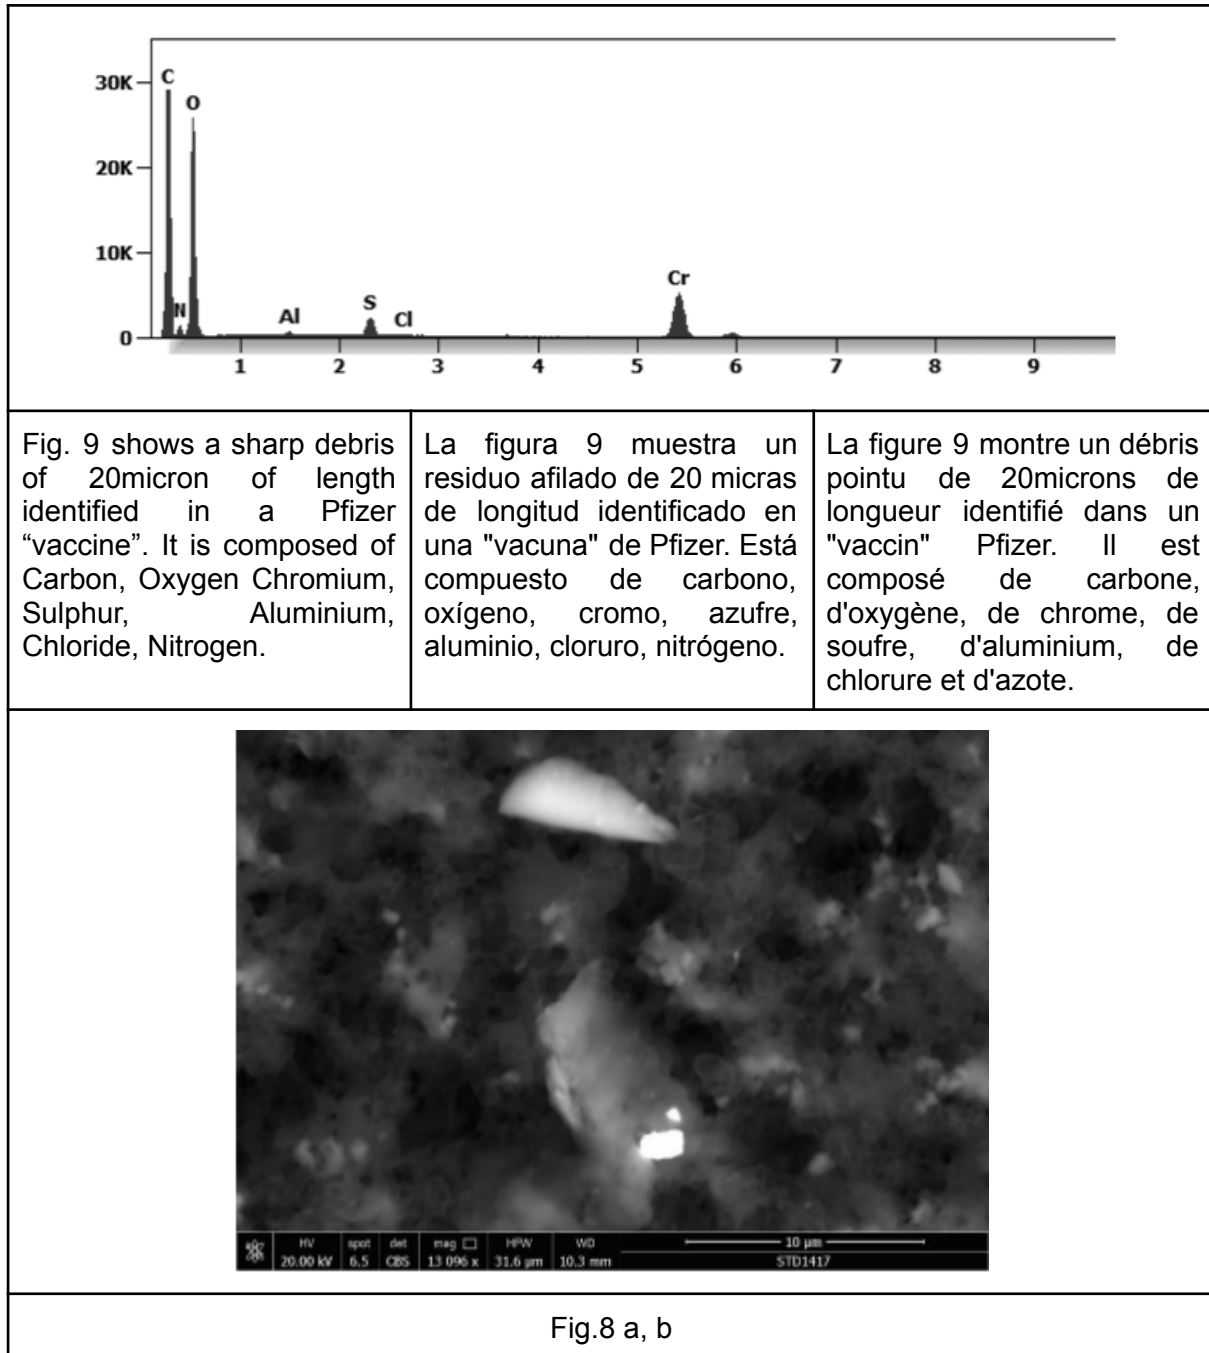 30K
20K
10K
0
C
O
N
Al
S
Cl
Cr
1 2 3 4 5 6 7 8 9
Fig. 9 shows a sharp debris
of 20micron of length
identified in a Pfizer
“vaccine”. It is composed of
Carbon, Oxygen Chromium,
Sulphur, Aluminium,
Chloride, Nitrogen.
La figura 9 muestra un
residuo afilado de 20 micras
de longitud identificado en
una "vacuna" de Pfizer. Está
compuesto de carbono,
oxígeno, cromo, azufre,
aluminio, cloruro, nitrógeno.
La figure 9 montre un débris
pointu de 20microns de
longueur identifié dans un
"vaccin" Pfizer. Il est
composé de carbone,
d'oxygène, de chrome, de
soufre, d'aluminium, de
chlorure et d'azote.
HV spot det mag HFW WD 10 µm
20.00 kV 6.5 CBS 13 096 x 31.6 µm 10.3 mm STD1417
Fig.8 a, b